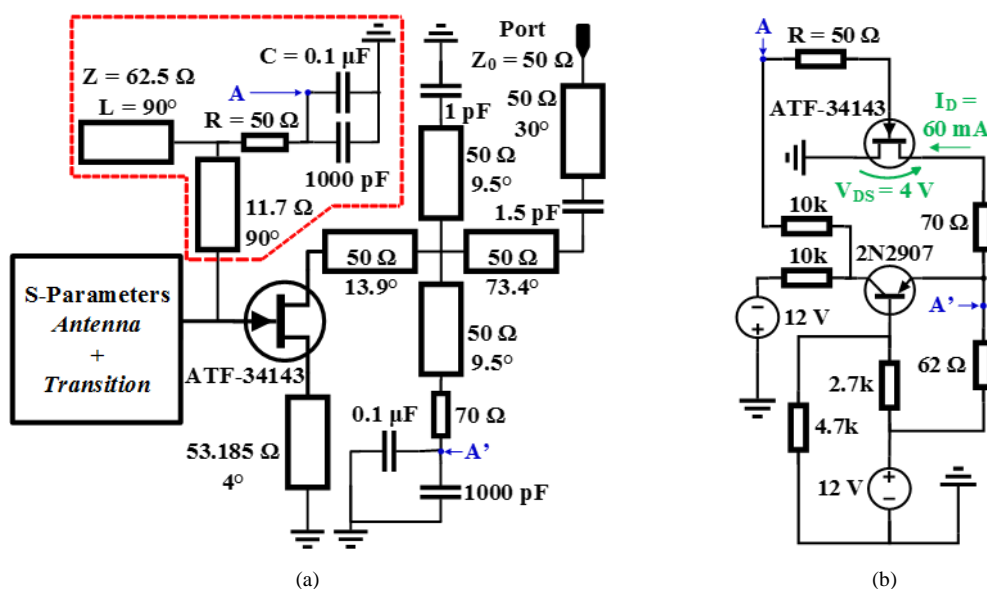 Z = 62.5 Ω
L = 90°
A
C = 0.1 µF
R = 50 Ω
1000 pF
11.7 Ω
90°
S-Parameters
Antenna
+
Transition
ATF-34143
53.185 Ω
4°
50 Ω
13.9°
1 pF
50 Ω
9.5°
50 Ω
73.4°
50 Ω
9.5°
70 Ω
A'
0.1 µF
1000 pF
Port
Z0 = 50 Ω
50 Ω
30°
1.5 pF
(a)
A
R = 50 Ω
ATF-34143
ID =
60 mA
VDS = 4 V
10k
10k
70 Ω
2N2907
A'
12 V
62 Ω
2.7k
4.7k
12 V
(b)